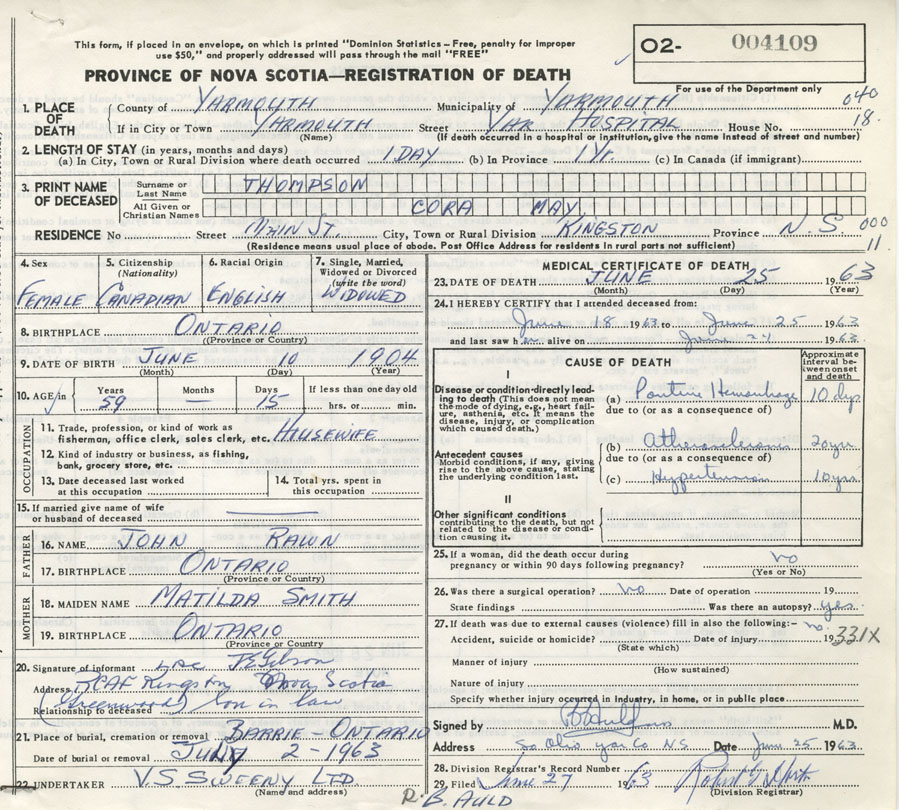 This form, if placed in an envelope, on which is printed "Dominion Statistics - Free, penalty for improper
use $50," and properly addressed will pass through the mail "FREE"
O2- 004109
PROVINCE OF NOVA SCOTIA—REGISTRATION OF DEATH
For use of the Department only
1. PLACE OF DEATH County of YARMOUTH Municipality of YARMOUTH 040
If in City or Town YARMOUTH Street YAR HOSPITAL House No. 18.
(Name) (If death occurred in a hospital or institution, give the name instead of street and number)
2. LENGTH OF STAY (in years, months and days)
(a) In City, Town or Rural Division where death occurred 1 DAY (b) In Province 1 Yr. (c) In Canada (if immigrant)
3. PRINT NAME OF DECEASED Surname or Last Name THOMPSON
All Given or Christian Names CORA MAY
RESIDENCE No Street MAIN ST. City, Town or Rural Division KINGSTON Province N.S. 000
(Residence means usual place of abode. Post Office Address for residents in rural parts not sufficient) 11.
4. Sex 5. Citizenship (Nationality) 6. Racial Origin 7. Single, Married, Widowed or Divorced (write the word)
FEMALE CANADIAN ENGLISH WIDOWED
8. BIRTHPLACE ONTARIO
(Province or Country)
9. DATE OF BIRTH JUNE 10 1904
(Month) (Day) (Year)
10. AGE/in Years Months Days If less than one day old
59 — 15 hrs. or min.
OCCUPATION
11. Trade, profession, or kind of work as
fisherman, office clerk, sales clerk, etc. HOUSEWIFE
12. Kind of industry or business, as fishing,
bank, grocery store, etc.
13. Date deceased last worked at this occupation 14. Total yrs. spent in this occupation
15. If married give name of wife
or husband of deceased
FATHER
16. NAME JOHN RAWN
17. BIRTHPLACE ONTARIO
(Province or Country)
MOTHER
18. MAIDEN NAME MATILDA SMITH
19. BIRTHPLACE ONTARIO
(Province or Country
20. Signature of informant LAC Gibson
Address RCAF Kingston Nova Scotia
(Greenwood)
Relationship to deceased Son in law
21. Place of burial, cremation or removal BARRIE - ONTARIO
Date of burial or removal 2 - 1963
22. UNDERTAKER V.S. SWEENY LTD.
(Name and address)
MEDICAL CERTIFICATE OF DEATH
23. DATE OF DEATH JUNE 25 1963
(Month) (Day) (Year)
24. I HEREBY CERTIFY that I attended deceased from:
June 18 1963 to June 25 1963
and last saw her alive on June 24 1963
CAUSE OF DEATH
Approximate interval between onset and death
I
Disease or condition directly leading to death (This does not mean
the mode of dying, e.g., heart failure, asthenia, etc. It means the
disease, injury, or complication
which caused death.)
(a) Pontine Hemorrhage 10 dys
due to (or as a consequence of)
Antecedent causes
Morbid conditions, if any, giving
rise to the above cause, stating
the underlying condition last.
(b) Atherosclerosis 20 yrs.
due to (or as a consequence of)
(c) Hypertension 10 yrs.
II
Other significant conditions
contributing to the death, but not
related to the disease or condition causing it.
25. If a woman, did the death occur during
pregnancy or within 90 days following pregnancy? no
(Yes or No)
26. Was there a surgical operation? no Date of operation 19
State findings Was there an autopsy? yes
27. If death was due to external causes (violence) fill in also the following:- no.
Accident, suicide or homicide? Date of injury 19 331X
(State which)
Manner of injury
(How sustained)
Nature of injury
Specify whether injury occurred in industry, in home, or in public place
Signed by M.D.
Address So Ohio Yar Co NS Date June 25 1963
28. Division Registrar's Record Number
29. Filed June 27 1963
(Division Registrar)
R. B. AULD